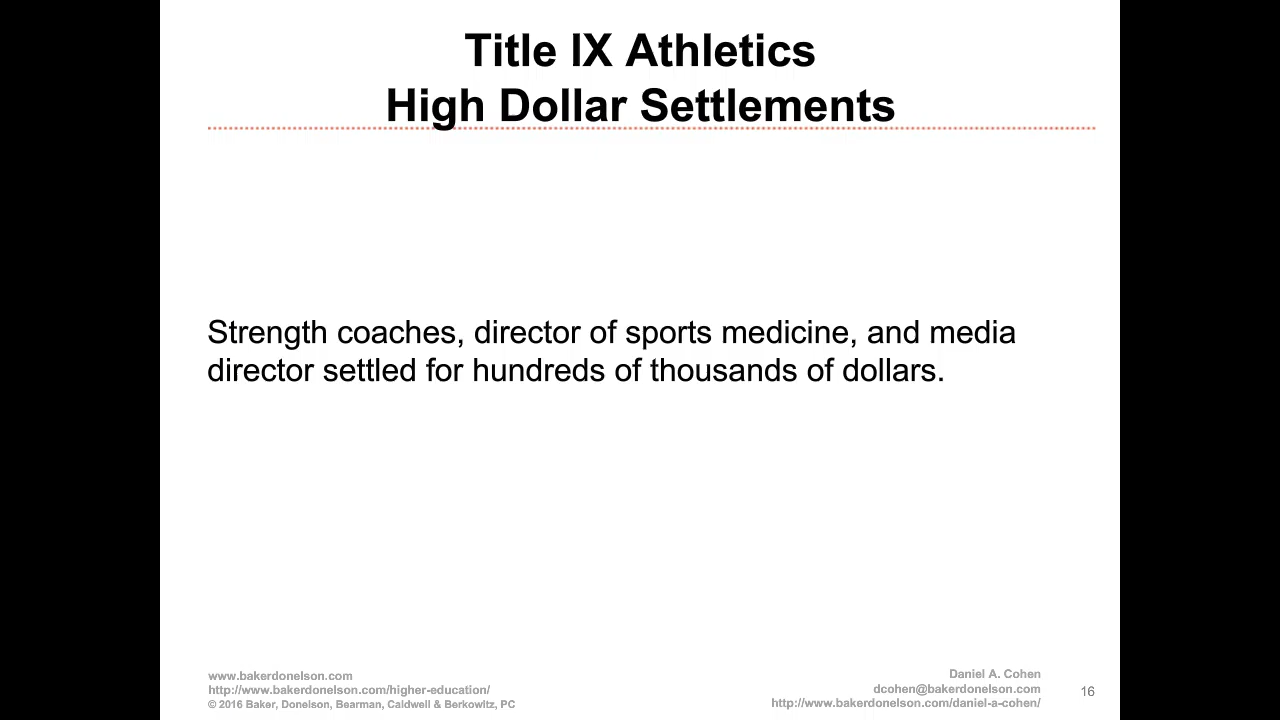 Title IX Athletics
High Dollar Settlements
Strength coaches, director of sports medicine, and media
director settled for hundreds of thousands of dollars.
www.bakerdonelson.com
http://www.bakerdonelson.com/higher-education/
© 2016 Baker, Donelson, Bearman, Caldwell & Berkowitz, PC
Daniel A. Cohen
dcohen@bakerdonelson.com
http://www.bakerdonelson.com/daniel-a-cohen/
16